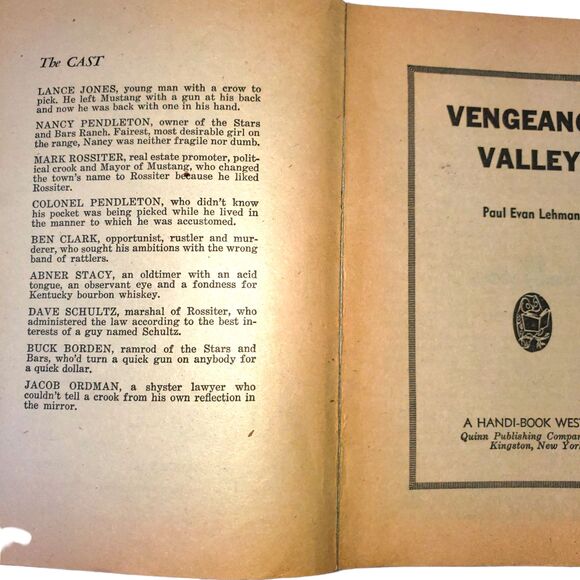 The CAST
LANCE JONES, young man with a crow to
pick. He left Mustang with a gun at his back
and now he was back with one in his hand.
NANCY PENDLETON, owner of the Stars
and Bars Ranch. Fairest, most desirable girl on
the range, Nancy was neither fragile nor dumb.
MARK ROSSITER, real estate promoter, polit-
ical crook and Mayor of Mustang, who changed
the town's name to Rossiter because he liked
Rossiter.
COLONEL PENDLETON, who didn't know
his pocket was being picked while he lived in
the manner to which he was accustomed.
BEN CLARK, opportunist, rustler and mur-
derer, who sought his ambitions with the wrong
band of rattlers.
ABNER STACY, an oldtimer with an acid
tongue, an observant eye and a fondness for
Kentucky bourbon whiskey.
DAVE SCHULTZ, marshal of Rossiter, who
administered the law according to the best in-
terests of a guy named Schultz.
BUCK BORDEN, ramrod of the Stars and
Bars, who'd turn a quick gun on anybody for
a quick dollar.
JACOB ORDMAN, a shyster lawyer who
couldn't tell a crook from his own reflection in
the mirror.
VENGEANC
VALLEY
Paul Evan Lehman
A HANDI-BOOK WEST
Quinn Publishing Compan
Kingston, New York